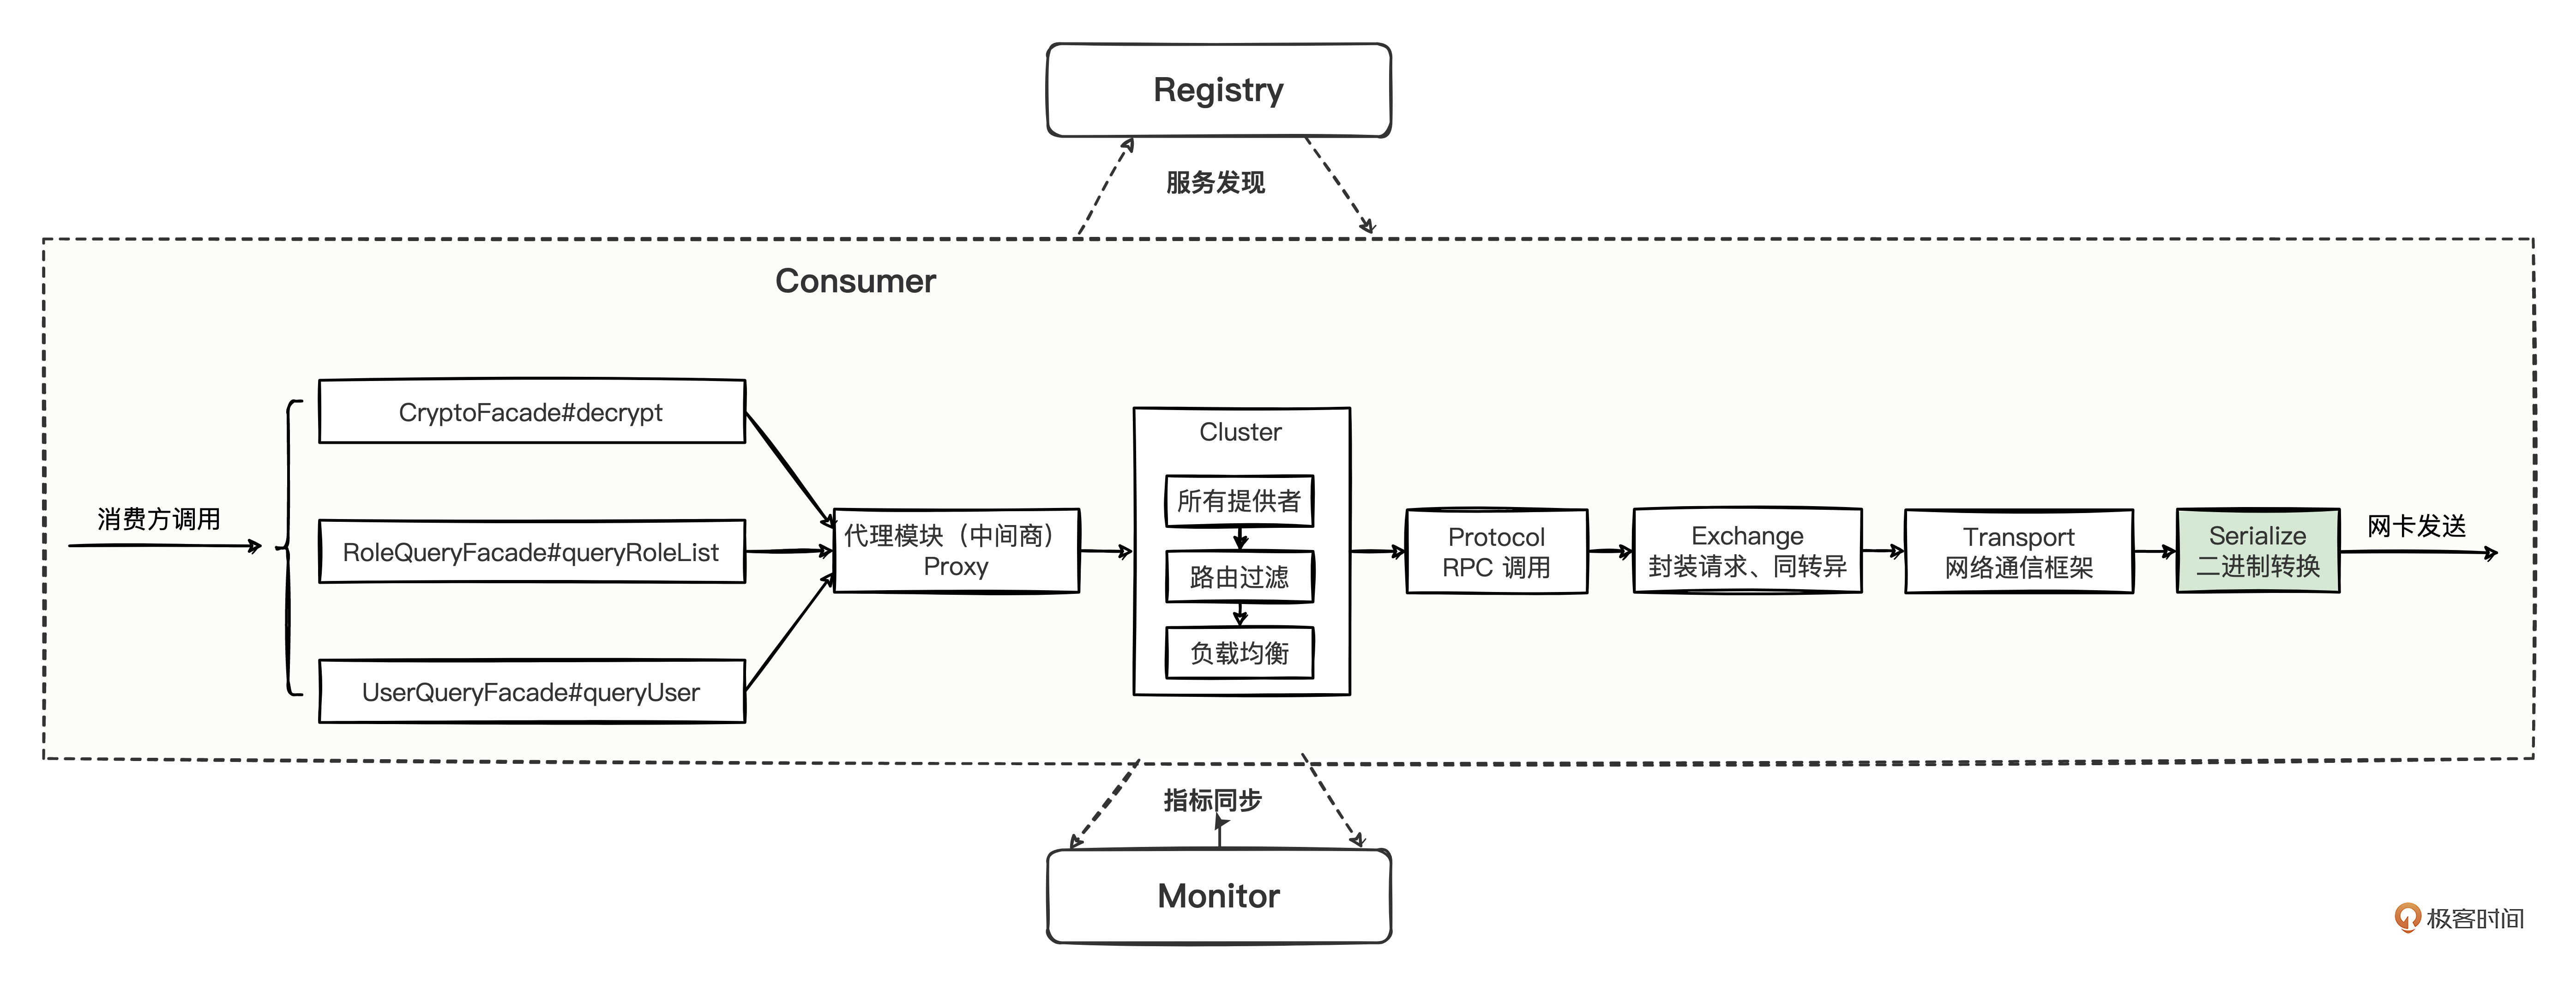 Registry
服务发现
Consumer
消费方调用
CryptoFacade#decrypt
RoleQueryFacade#queryRoleList
UserQueryFacade#queryUser
代理模块（中间商）
Proxy
Cluster
所有提供者
路由过滤
负载均衡
Protocol
RPC 调用
Exchange
封装请求、同转异
Transport
网络通信框架
Serialize
二进制转换
网卡发送
指标同步
Monitor
极客时间